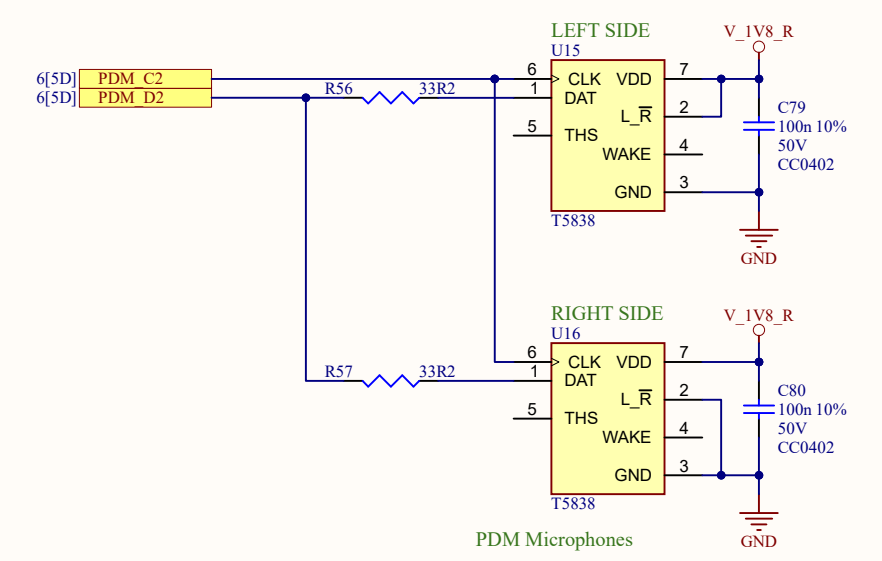 LEFT SIDE
U15
V_1V8_R
6[5D] PDM_C2
6[5D] PDM_D2
R56 33R2
6 CLK VDD 7
1 DAT
L_R̅ 2
5 THS
WAKE 4
GND 3
T5838
C79
100n 10%
50V
CC0402
GND
RIGHT SIDE
U16
V_1V8_R
R57 33R2
6 CLK VDD 7
1 DAT
L_R̅ 2
5 THS
WAKE 4
GND 3
T5838
C80
100n 10%
50V
CC0402
GND
PDM Microphones